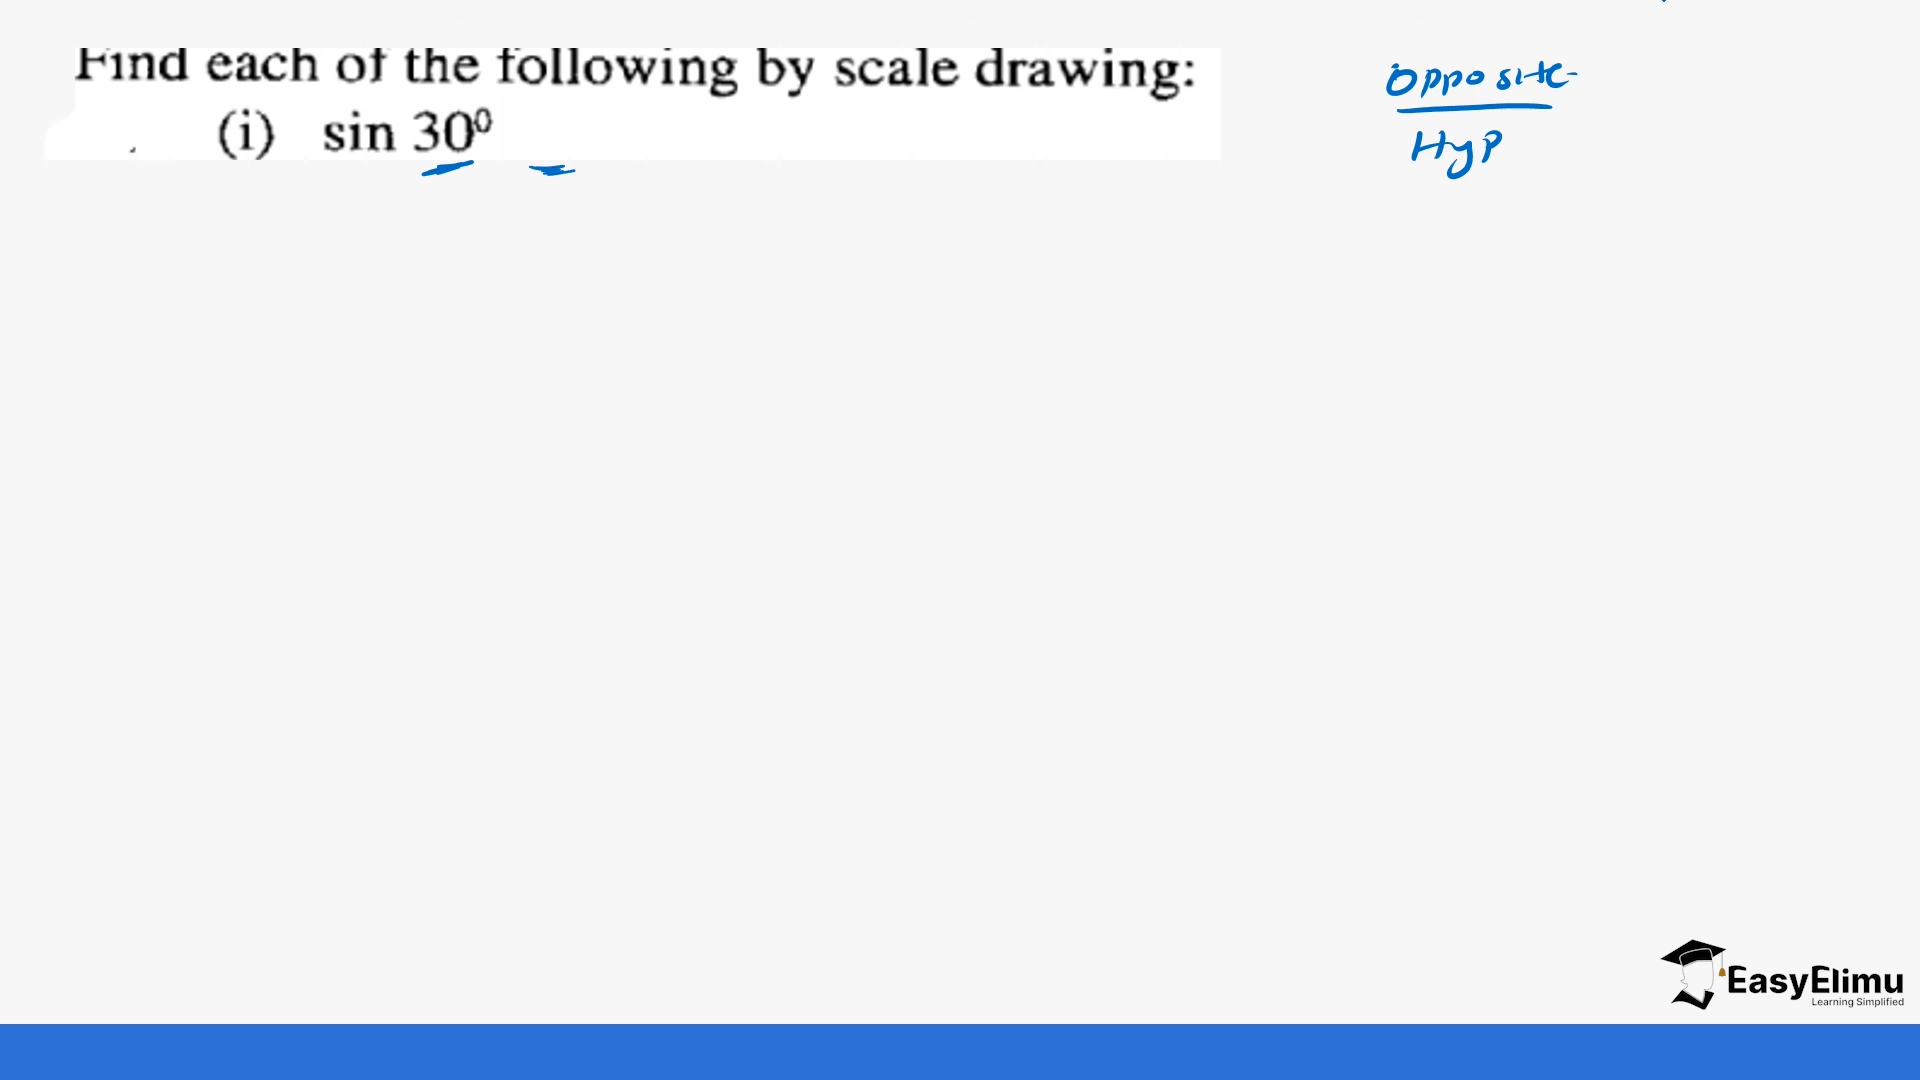 Find each of the following by scale drawing:
(i) sin 30⁰
Opposite
Hyp
EasyElimu
Learning Simplified